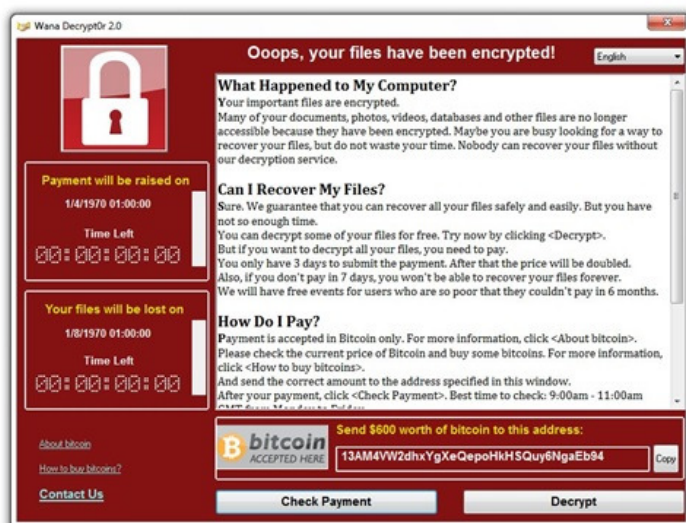 Wana Decrypt0r 2.0
Ooops, your files have been encrypted!
English
What Happened to My Computer?
Your important files are encrypted.
Many of your documents, photos, videos, databases and other files are no longer
accessible because they have been encrypted. Maybe you are busy looking for a way to
recover your files, but do not waste your time. Nobody can recover your files without
our decryption service.
Can I Recover My Files?
Sure. We guarantee that you can recover all your files safely and easily. But you have
not so enough time.
You can decrypt some of your files for free. Try now by clicking <Decrypt>.
But if you want to decrypt all your files, you need to pay.
You only have 3 days to submit the payment. After that the price will be doubled.
Also, if you don't pay in 7 days, you won't be able to recover your files forever.
We will have free events for users who are so poor that they couldn't pay in 6 months.
How Do I Pay?
Payment is accepted in Bitcoin only. For more information, click <About bitcoin>.
Please check the current price of Bitcoin and buy some bitcoins. For more information,
click <How to buy bitcoins>.
And send the correct amount to the address specified in this window.
After your payment, click <Check Payment>. Best time to check: 9:00am - 11:00am
GMT from Monday to Friday.
Payment will be raised on
1/4/1970 01:00:00
Time Left
00:00:00:00
Your files will be lost on
1/8/1970 01:00:00
Time Left
00:00:00:00
About bitcoin
How to buy bitcoins?
Contact Us
bitcoin
ACCEPTED HERE
Send $600 worth of bitcoin to this address:
13AM4VW2dhxYgXeQepoHkHSQuy6NgaEb94
Copy
Check Payment
Decrypt